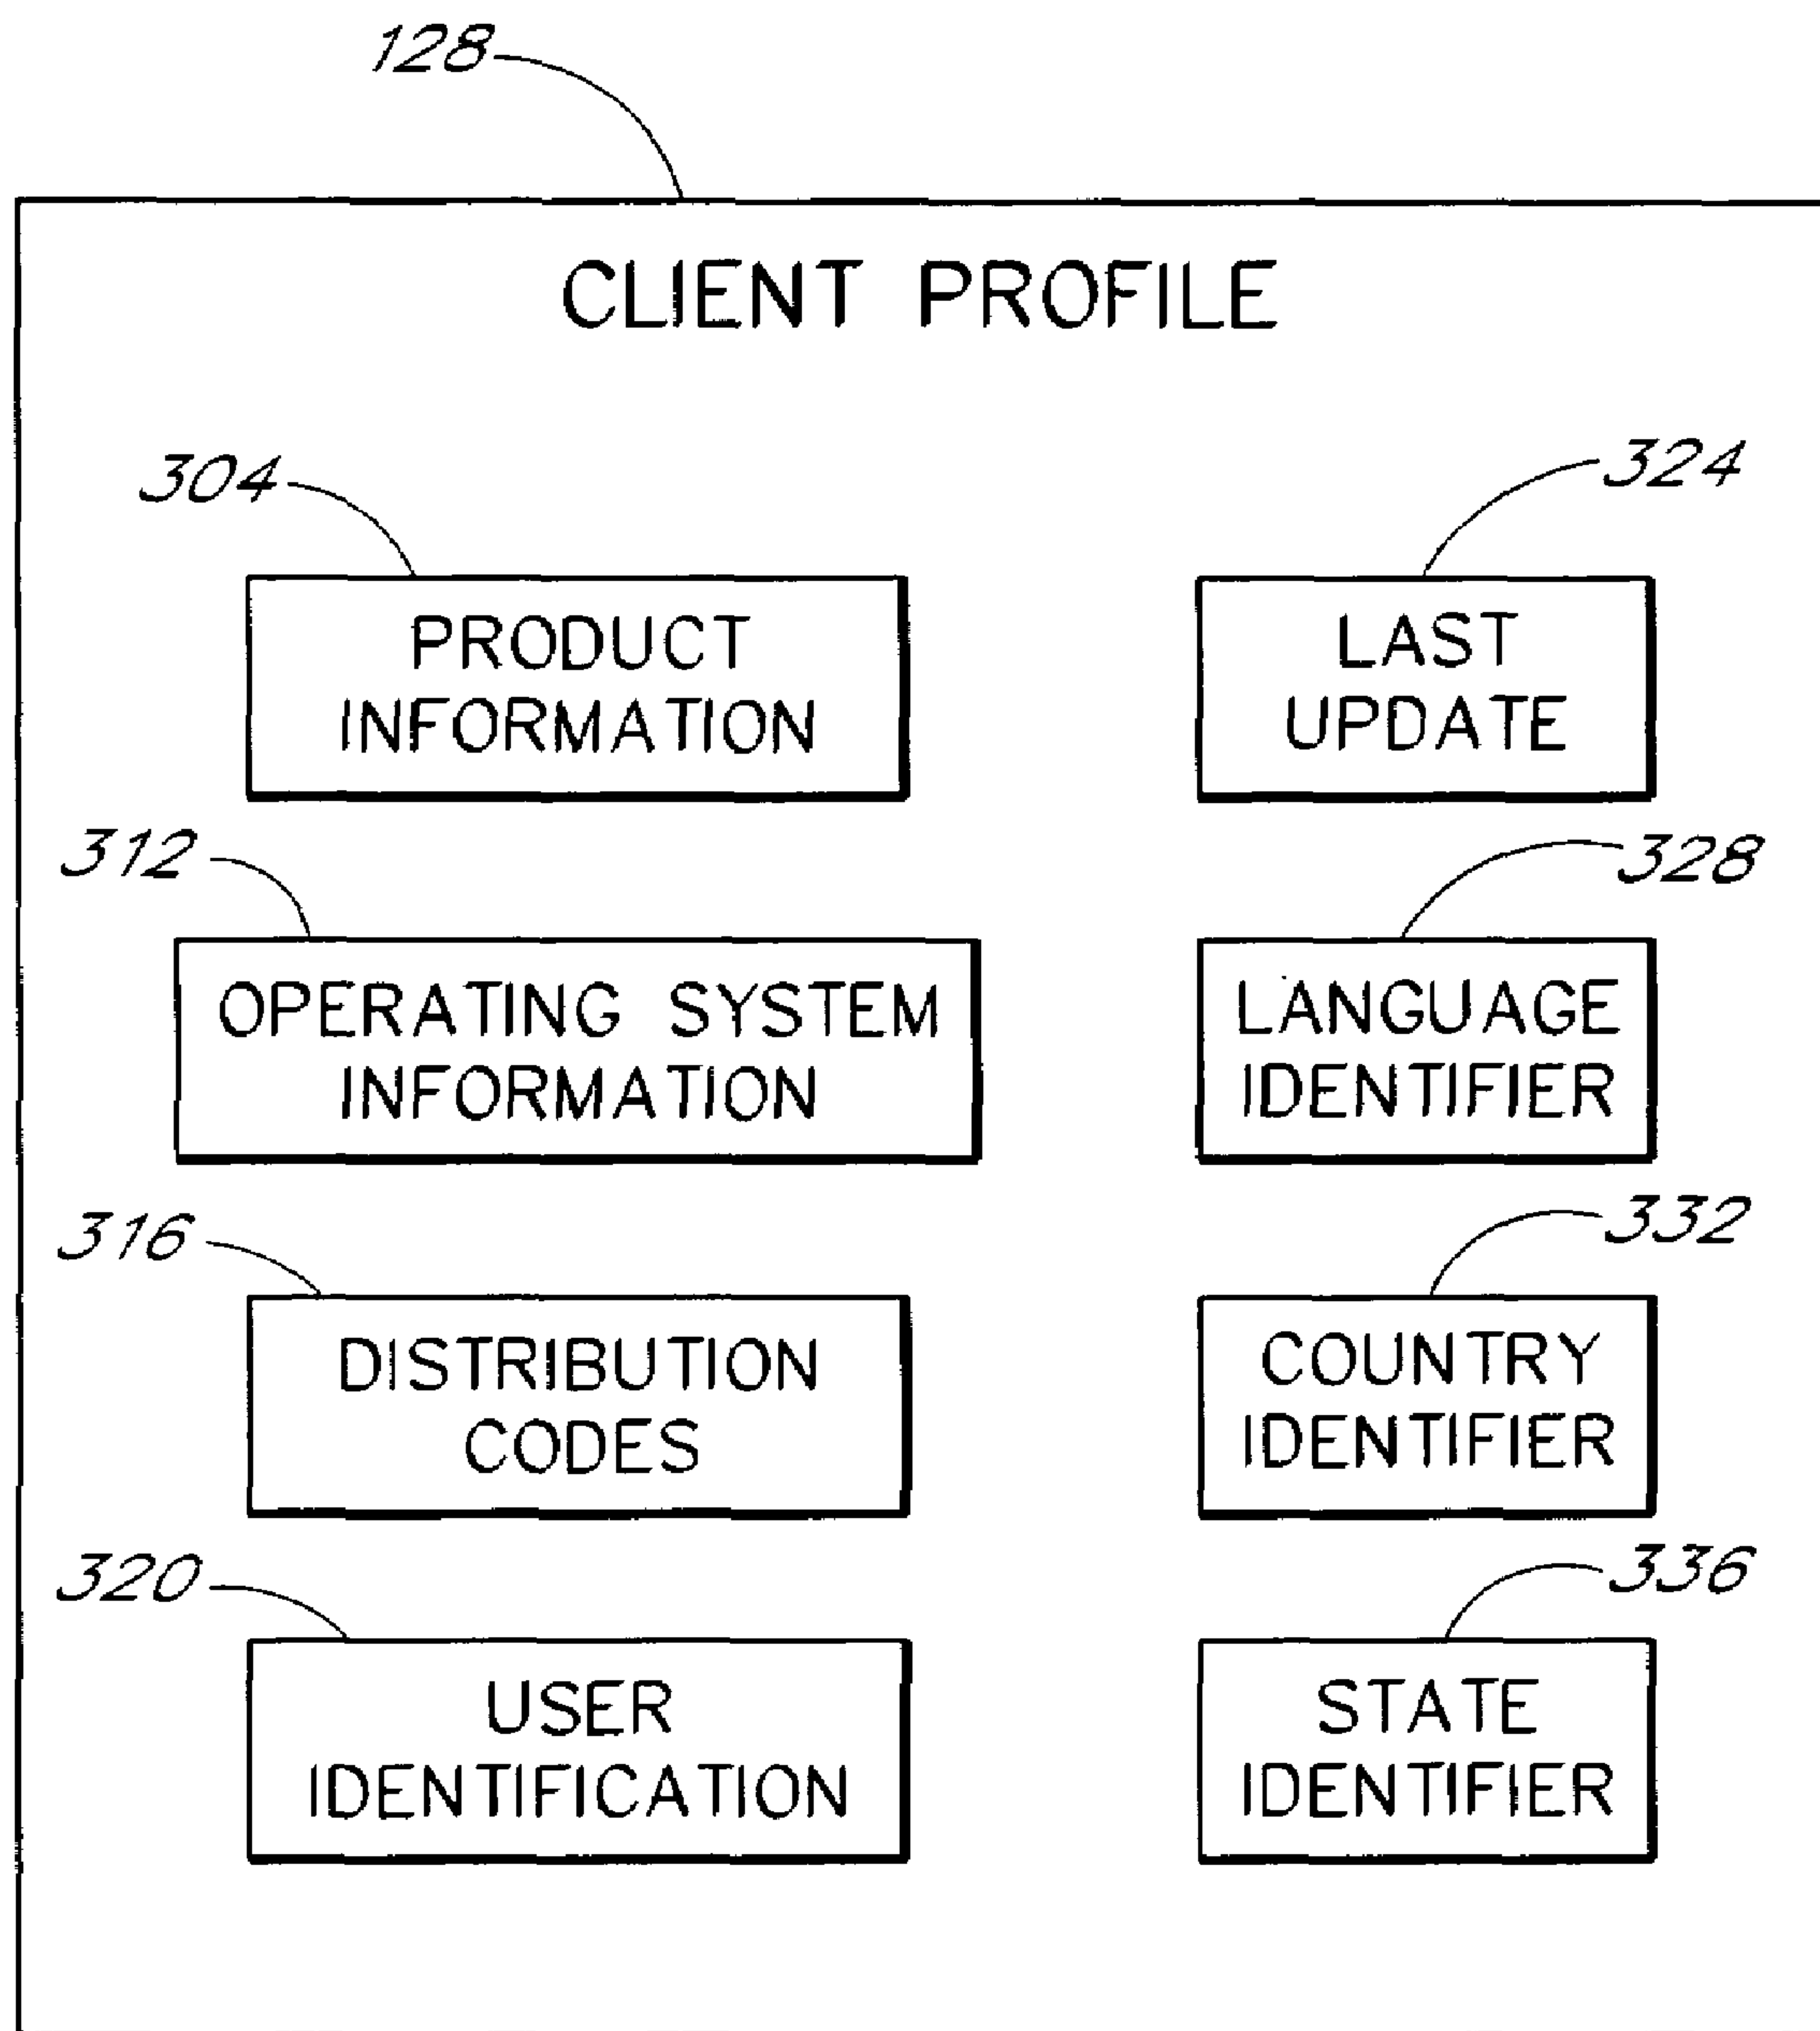 128
CLIENT PROFILE
304
PRODUCT
INFORMATION
324
LAST
UPDATE
312
OPERATING SYSTEM
INFORMATION
328
LANGUAGE
IDENTIFIER
316
DISTRIBUTION
CODES
332
COUNTRY
IDENTIFIER
320
USER
IDENTIFICATION
336
STATE
IDENTIFIER